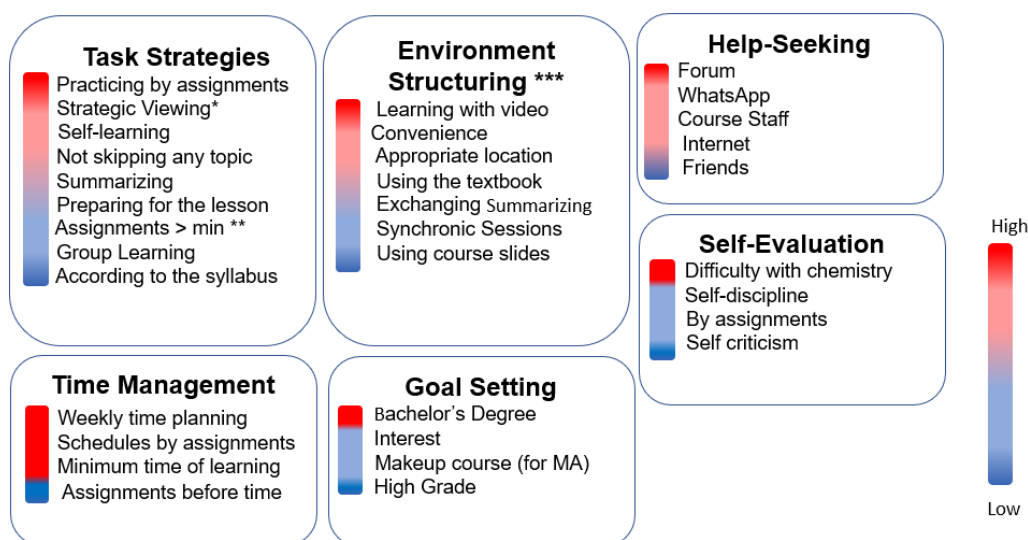 Task Strategies
Practicing by assignments
Strategic Viewing*
Self-learning
Not skipping any topic
Summarizing
Preparing for the lesson
Assignments > min **
Group Learning
According to the syllabus
Environment
Structuring ***
Learning with video
Convenience
Appropriate location
Using the textbook
Exchanging Summarizing
Synchronic Sessions
Using course slides
Help-Seeking
Forum
WhatsApp
Course Staff
Internet
Friends
Self-Evaluation
Difficulty with chemistry
Self-discipline
By assignments
Self criticism
Time Management
Weekly time planning
Schedules by assignments
Minimum time of learning
Assignments before time
Goal Setting
Bachelor's Degree
Interest
Makeup course (for MA)
High Grade
High
Low